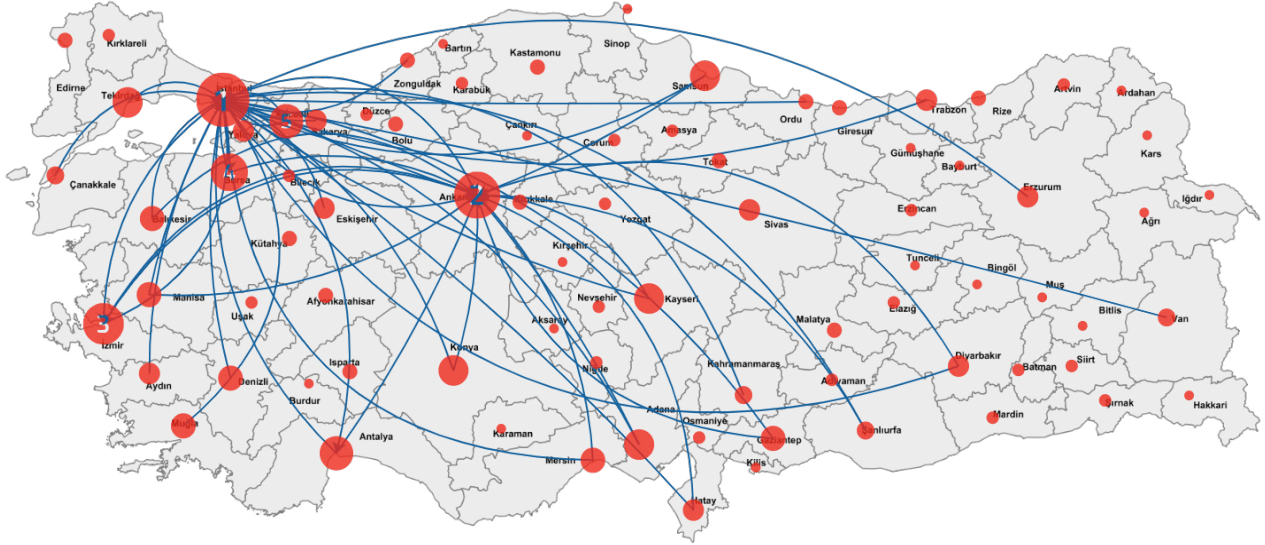 Kırklareli
Bartın
Kastamonu
Sinop
Edirne
Tekirdağ
İstanbul
1
Zonguldak
Karabük
Samsun
Artvin
Ardahan
Kocaeli
5
Sakarya
Düzce
Bolu
Çankırı
Çorum
Amasya
Ordu
Giresun
Trabzon
Rize
Yalova
Tokat
Gümüşhane
Bayburt
Kars
Çanakkale
4
Bursa
Bilecik
Ankara
2
Kırıkkale
Erzurum
Iğdır
Balıkesir
Eskişehir
Yozgat
Sivas
Erzincan
Ağrı
Kütahya
Kırşehir
Tunceli
Bingöl
Muş
Manisa
Uşak
Afyonkarahisar
Nevşehir
Kayseri
Malatya
Elazığ
Bitlis
Van
3
İzmir
Aksaray
Konya
Isparta
Niğde
Kahramanmaraş
Diyarbakır
Batman
Siirt
Aydın
Denizli
Burdur
Adıyaman
Adana
Osmaniye
Mardin
Şırnak
Hakkari
Muğla
Antalya
Karaman
Mersin
Gaziantep
Şanlıurfa
Kilis
Hatay